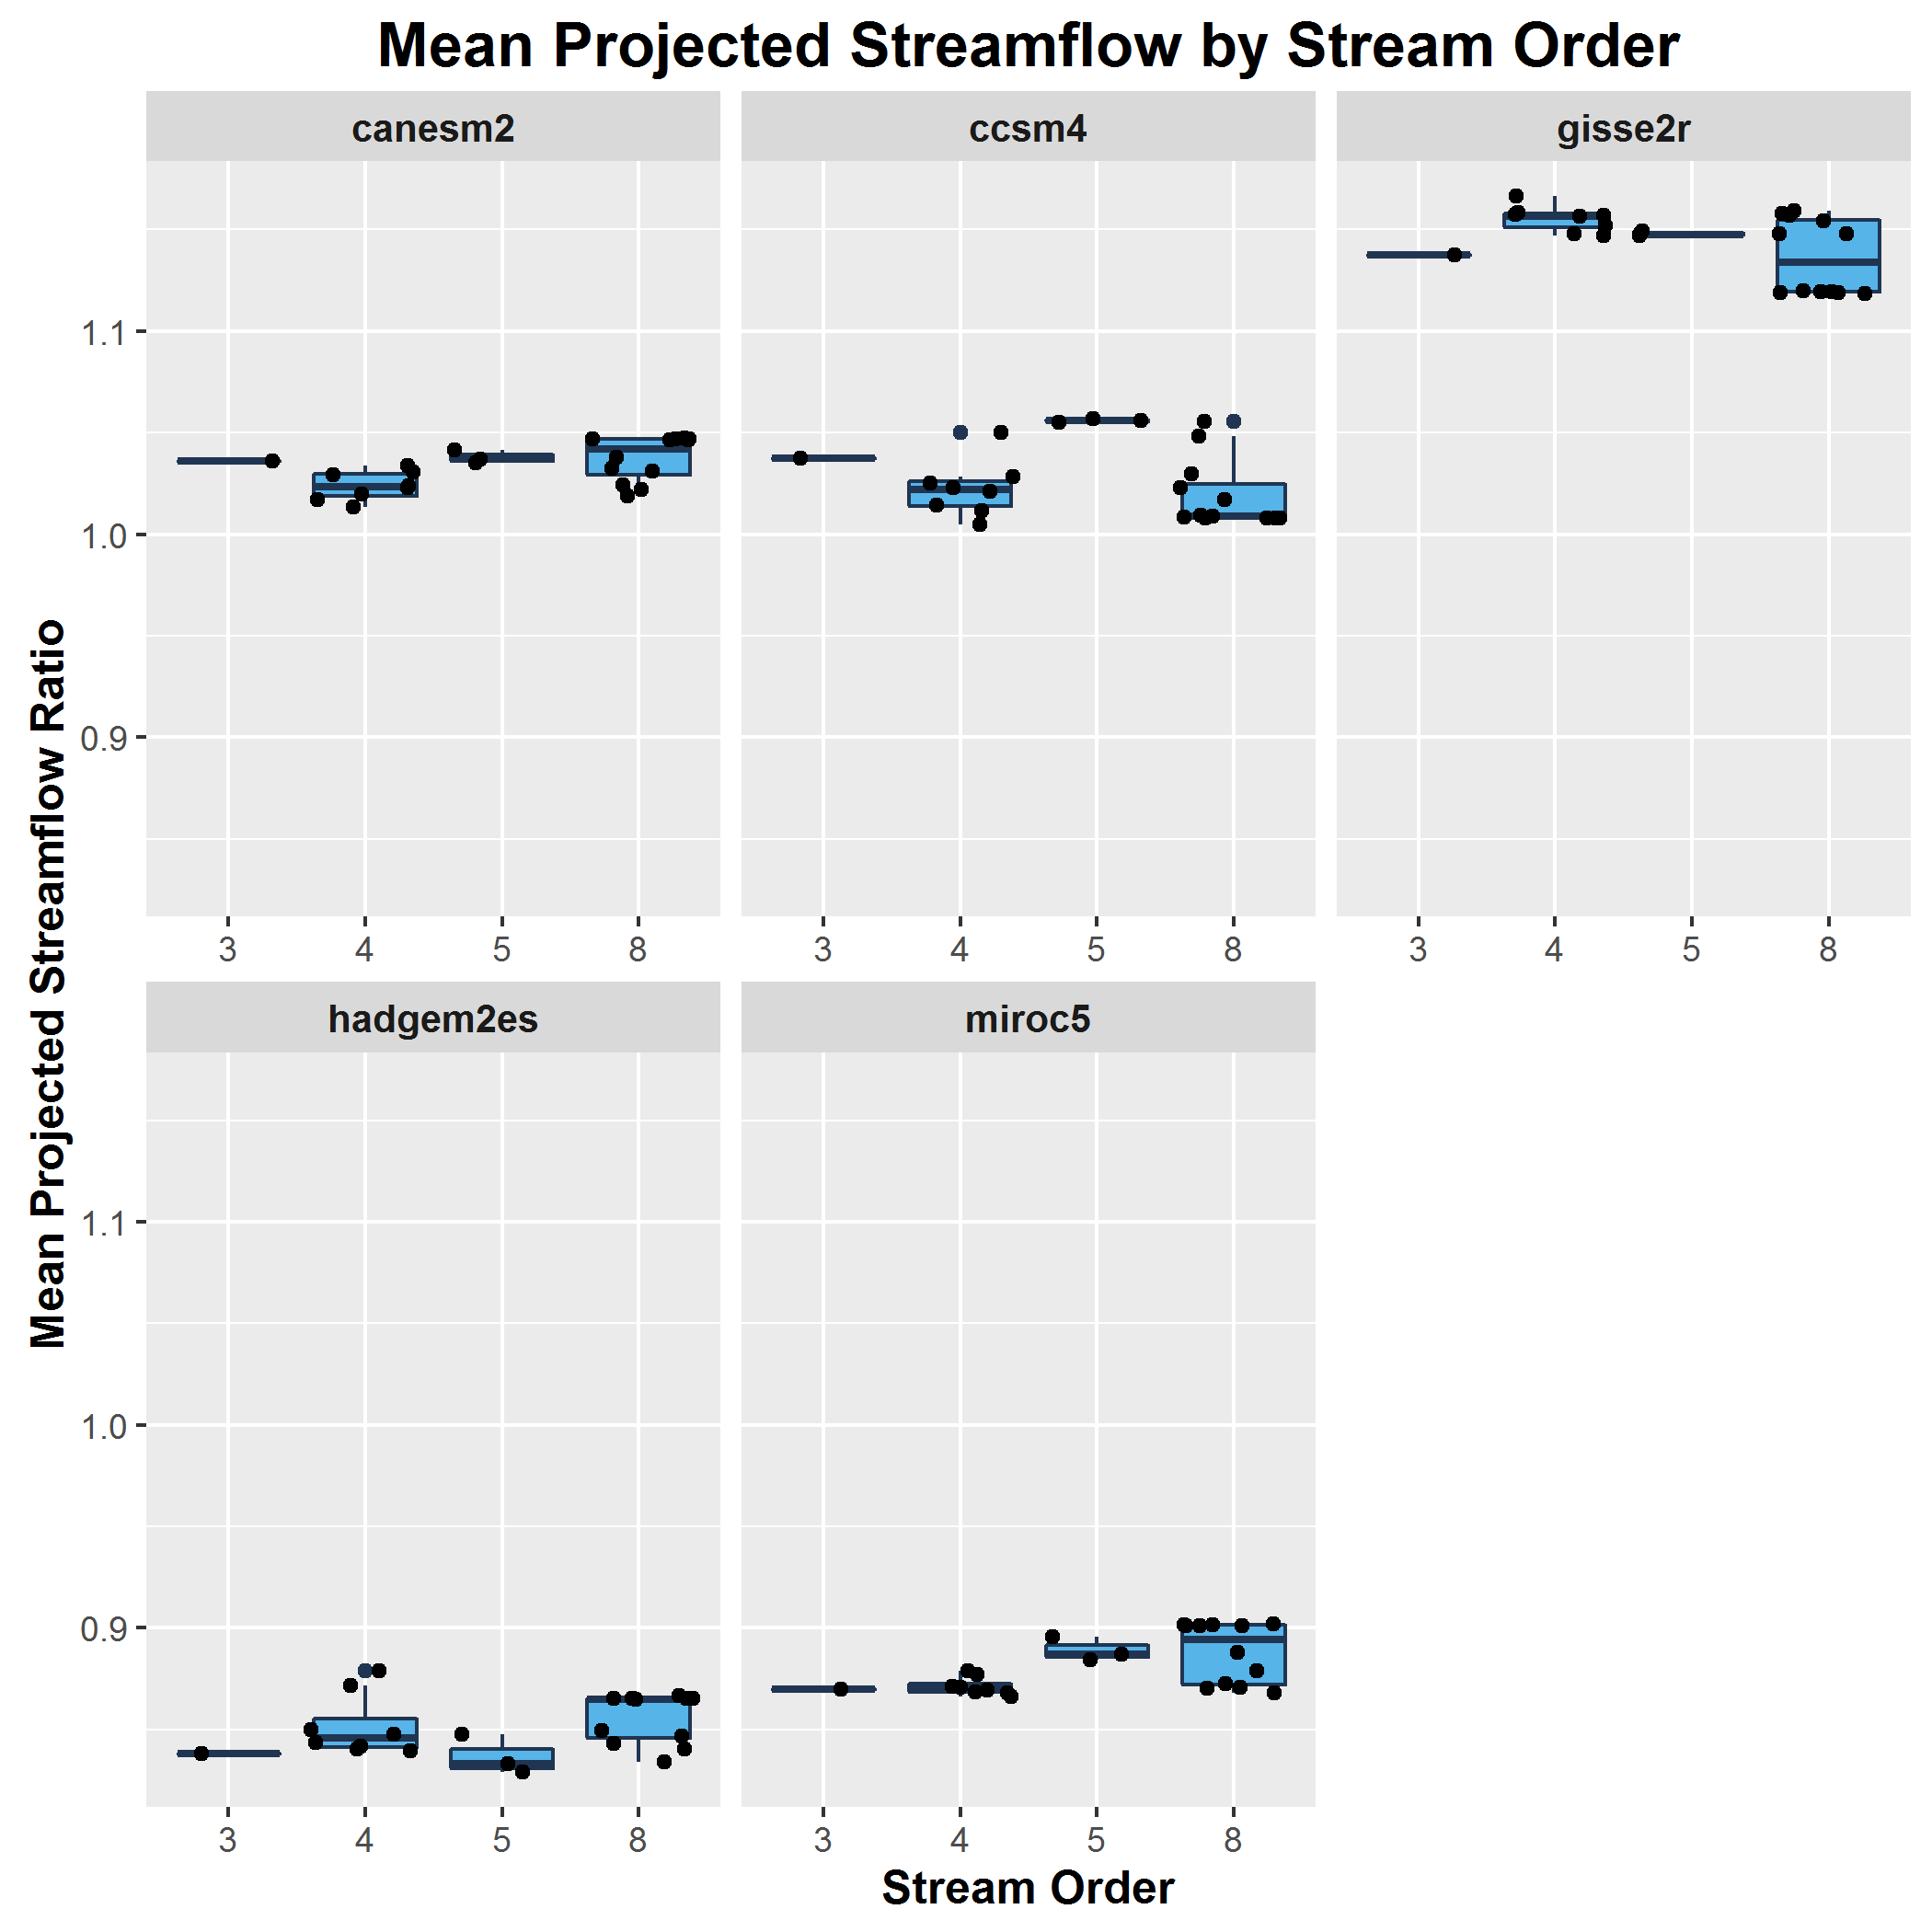 Mean Projected Streamflow by Stream Order
canesm2
ccsm4
gisse2r
Mean Projected Streamflow Ratio
1.1
1.0
0.9
3 4 5 8
3 4 5 8
3 4 5 8
hadgem2es
miroc5
1.1
1.0
0.9
3 4 5 8
3 4 5 8
Stream Order